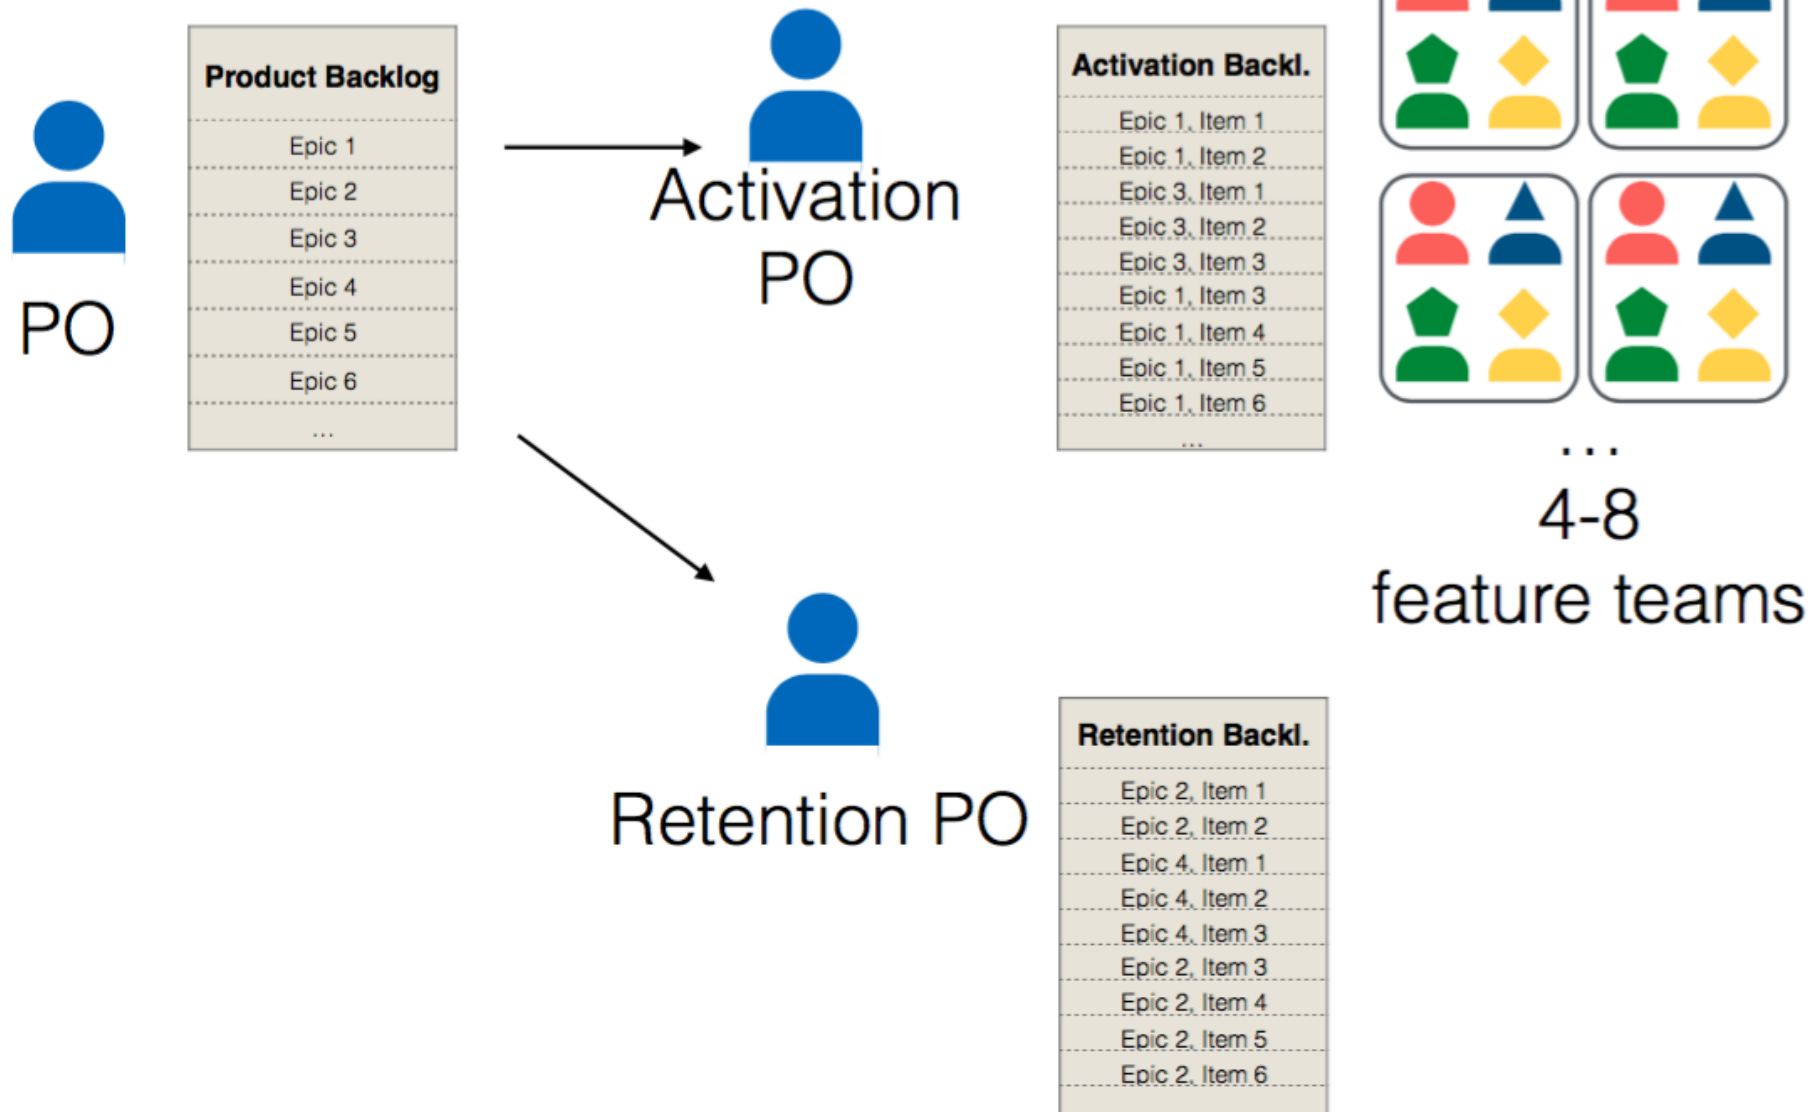 PO
Product Backlog
Epic 1
Epic 2
Epic 3
Epic 4
Epic 5
Epic 6
...
Activation
PO
Activation Backl.
Epic 1, Item 1
Epic 1, Item 2
Epic 3, Item 1
Epic 3, Item 2
Epic 3, Item 3
Epic 1, Item 3
Epic 1, Item 4
Epic 1, Item 5
Epic 1, Item 6
...
...
4-8
feature teams
Retention PO
Retention Backl.
Epic 2, Item 1
Epic 2, Item 2
Epic 4, Item 1
Epic 4, Item 2
Epic 4, Item 3
Epic 2, Item 3
Epic 2, Item 4
Epic 2, Item 5
Epic 2, Item 6